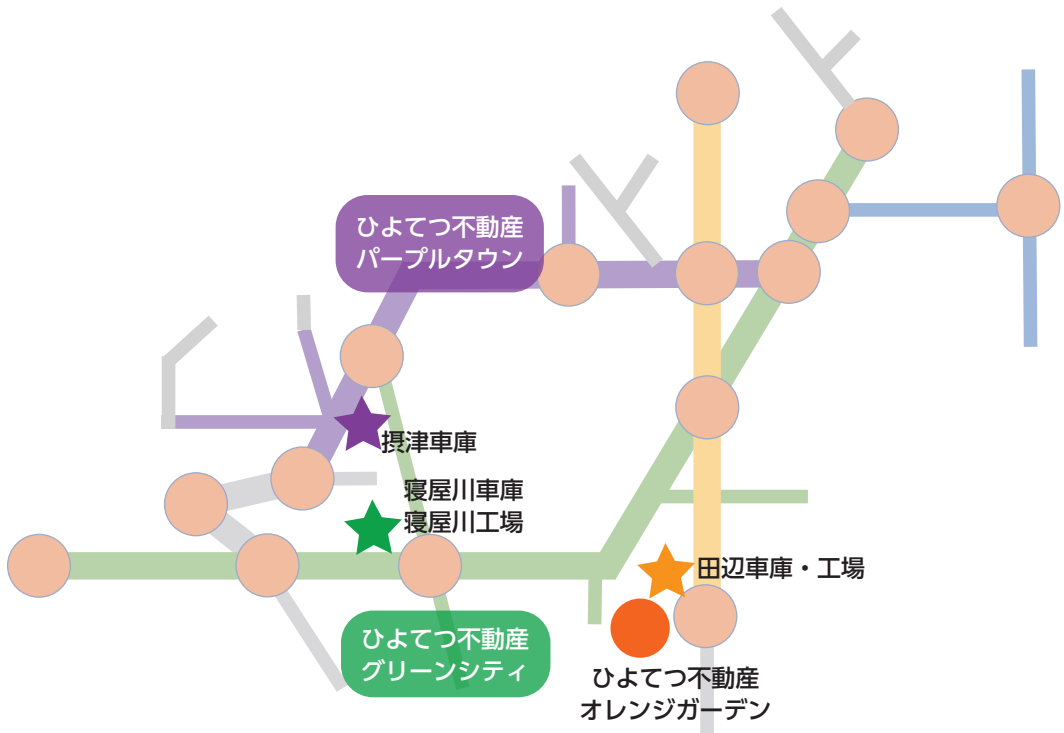 ひよてつ不動産
パープルタウン
摂津車庫
寝屋川車庫
寝屋川工場
田辺車庫・工場
ひよてつ不動産
グリーンシティ
ひよてつ不動産
オレンジガーデン